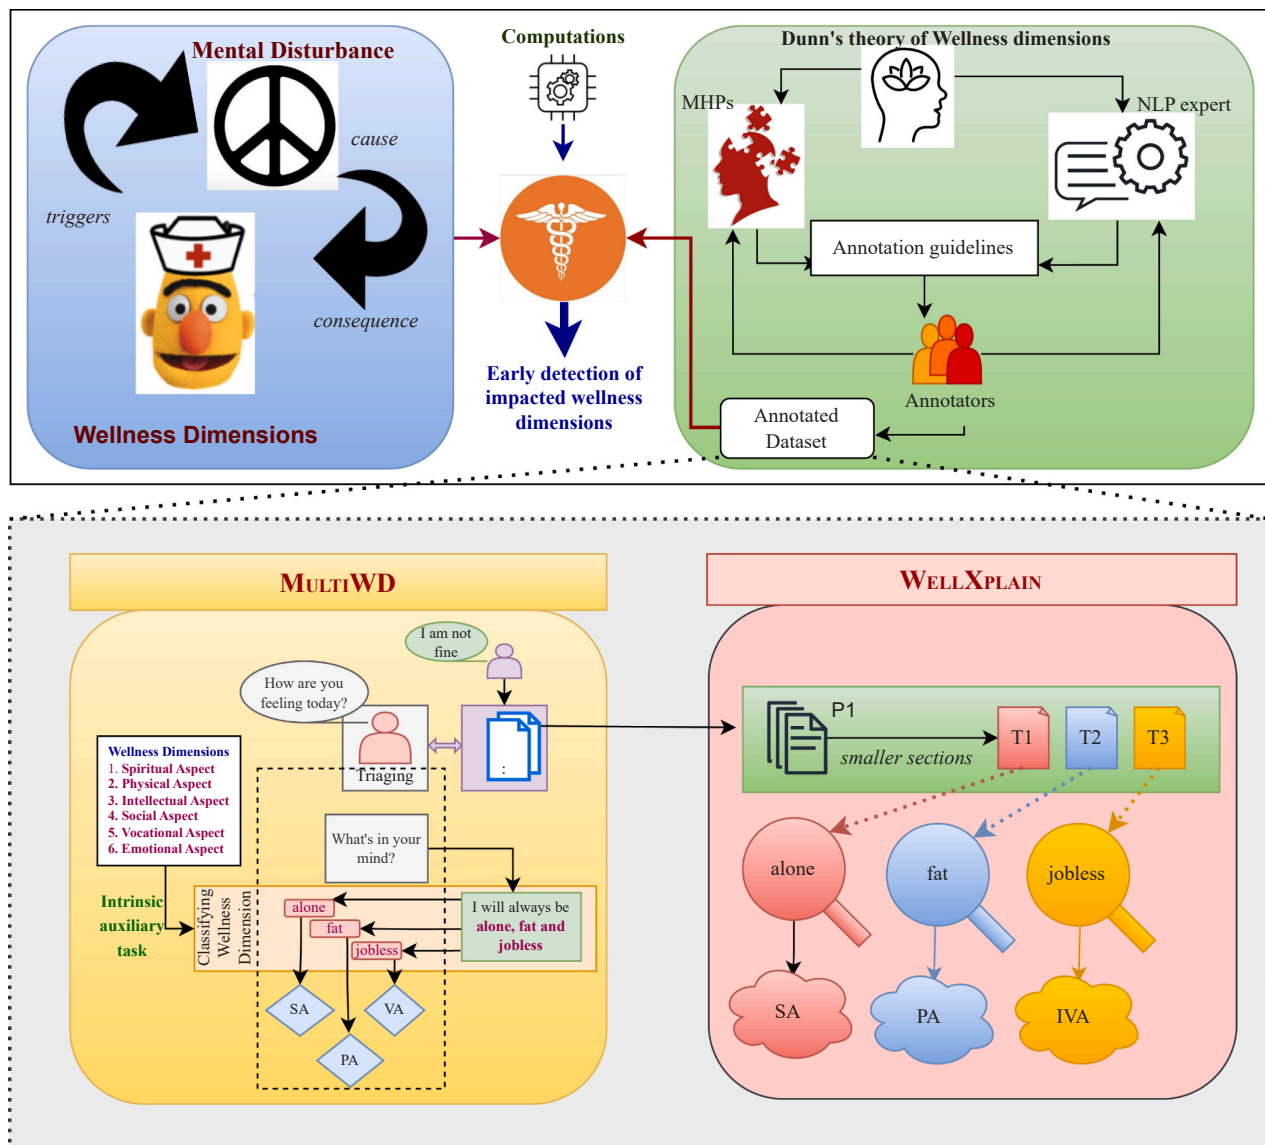 Mental Disturbance
cause
triggers
consequence
Wellness Dimensions
Computations
Early detection of
impacted wellness
dimensions
Dunn's theory of Wellness dimensions
MHPs
NLP expert
Annotation guidelines
Annotators
Annotated
Dataset
MULTIWD
I am not
fine
How are you
feeling today?
Triaging
:
Wellness Dimensions
1. Spiritual Aspect
2. Physical Aspect
3. Intellectual Aspect
4. Social Aspect
5. Vocational Aspect
6. Emotional Aspect
What's in your
mind?
Intrinsic
auxiliary
task
Classifying
Wellness
Dimension
alone
fat
jobless
I will always be
alone, fat and
jobless
SA
VA
PA
WELLXPLAIN
P1
smaller sections
T1
T2
T3
alone
fat
jobless
SA
PA
IVA